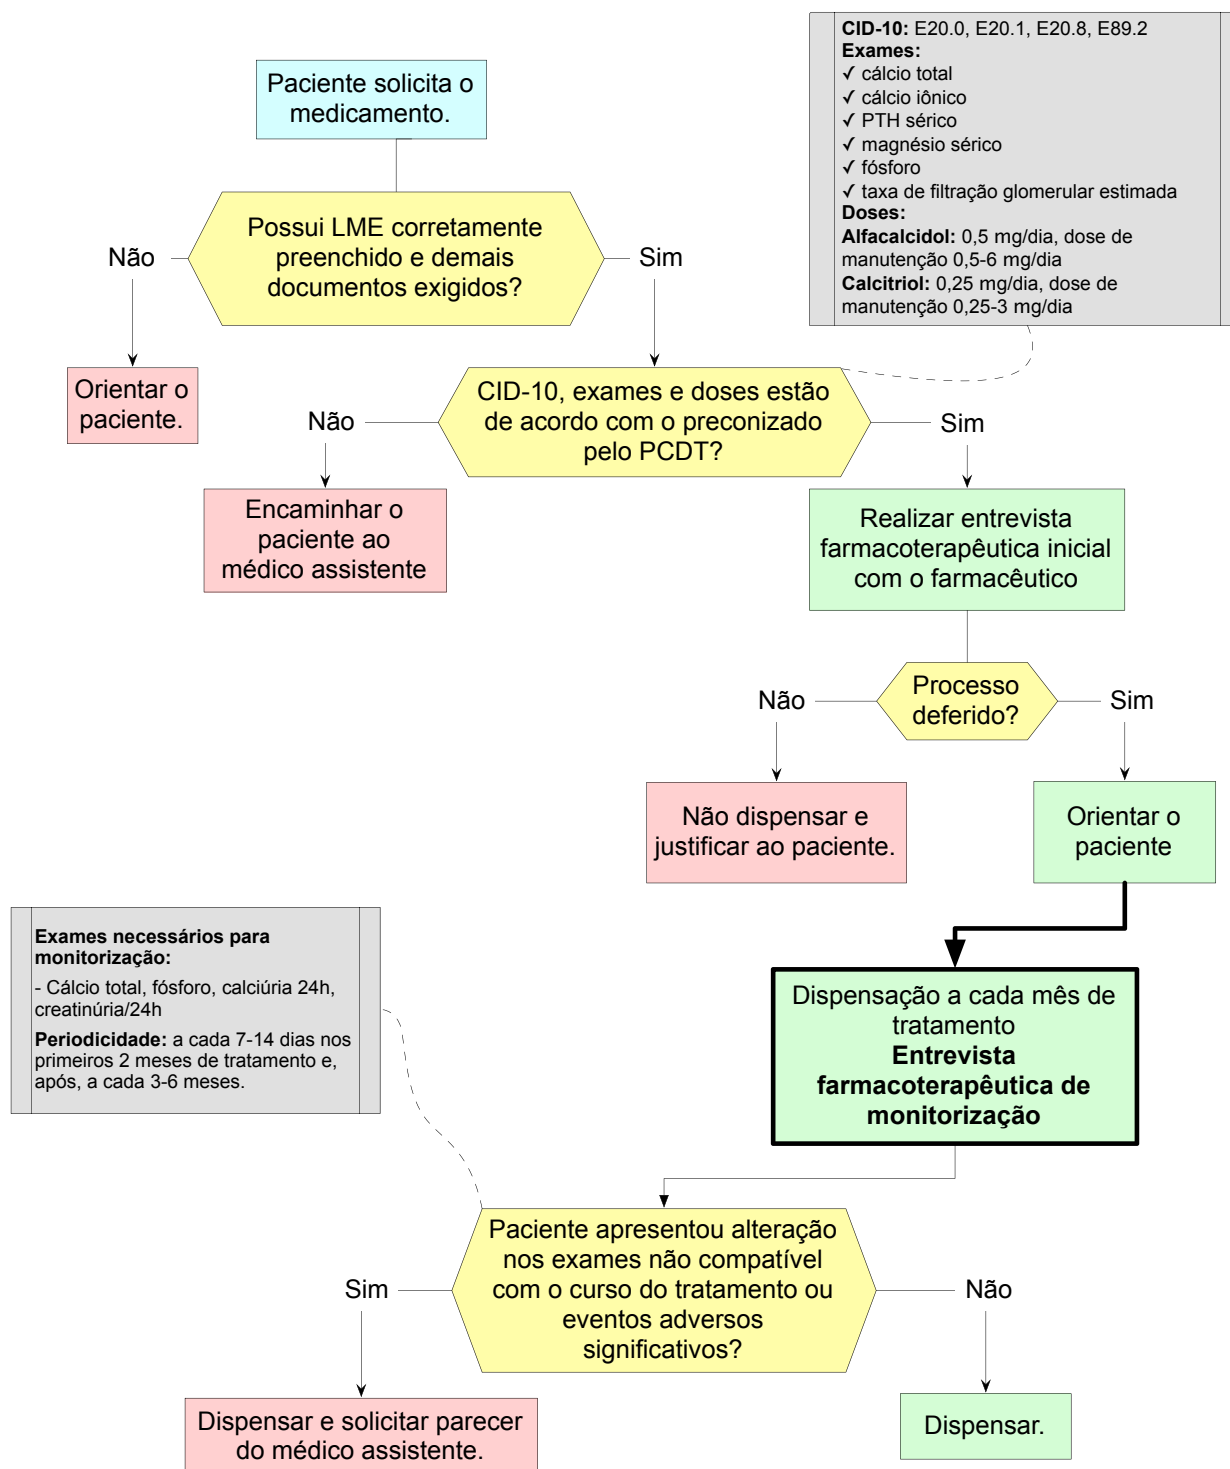 CID-10: E20.0, E20.1, E20.8, E89.2
Exames:
✓ cálcio total
✓ cálcio iônico
✓ PTH sérico
✓ magnésio sérico
✓ fósforo
✓ taxa de filtração glomerular estimada
Doses:
Alfacalcidol: 0,5 mg/dia, dose de
manutenção 0,5-6 mg/dia
Calcitriol: 0,25 mg/dia, dose de
manutenção 0,25-3 mg/dia
Paciente solicita o
medicamento.
Possui LME corretamente
preenchido e demais
documentos exigidos?
Não
Sim
Orientar o
paciente.
CID-10, exames e doses estão
de acordo com o preconizado
pelo PCDT?
Não
Sim
Encaminhar o
paciente ao
médico assistente
Realizar entrevista
farmacoterapêutica inicial
com o farmacêutico
Processo
deferido?
Não
Sim
Não dispensar e
justificar ao paciente.
Orientar o
paciente
Exames necessários para
monitorização:
- Cálcio total, fósforo, calciúria 24h,
creatinúria/24h
Periodicidade: a cada 7-14 dias nos
primeiros 2 meses de tratamento e,
após, a cada 3-6 meses.
Dispensação a cada mês de
tratamento
Entrevista
farmacoterapêutica de
monitorização
Paciente apresentou alteração
nos exames não compatível
com o curso do tratamento ou
eventos adversos
significativos?
Sim
Não
Dispensar e solicitar parecer
do médico assistente.
Dispensar.